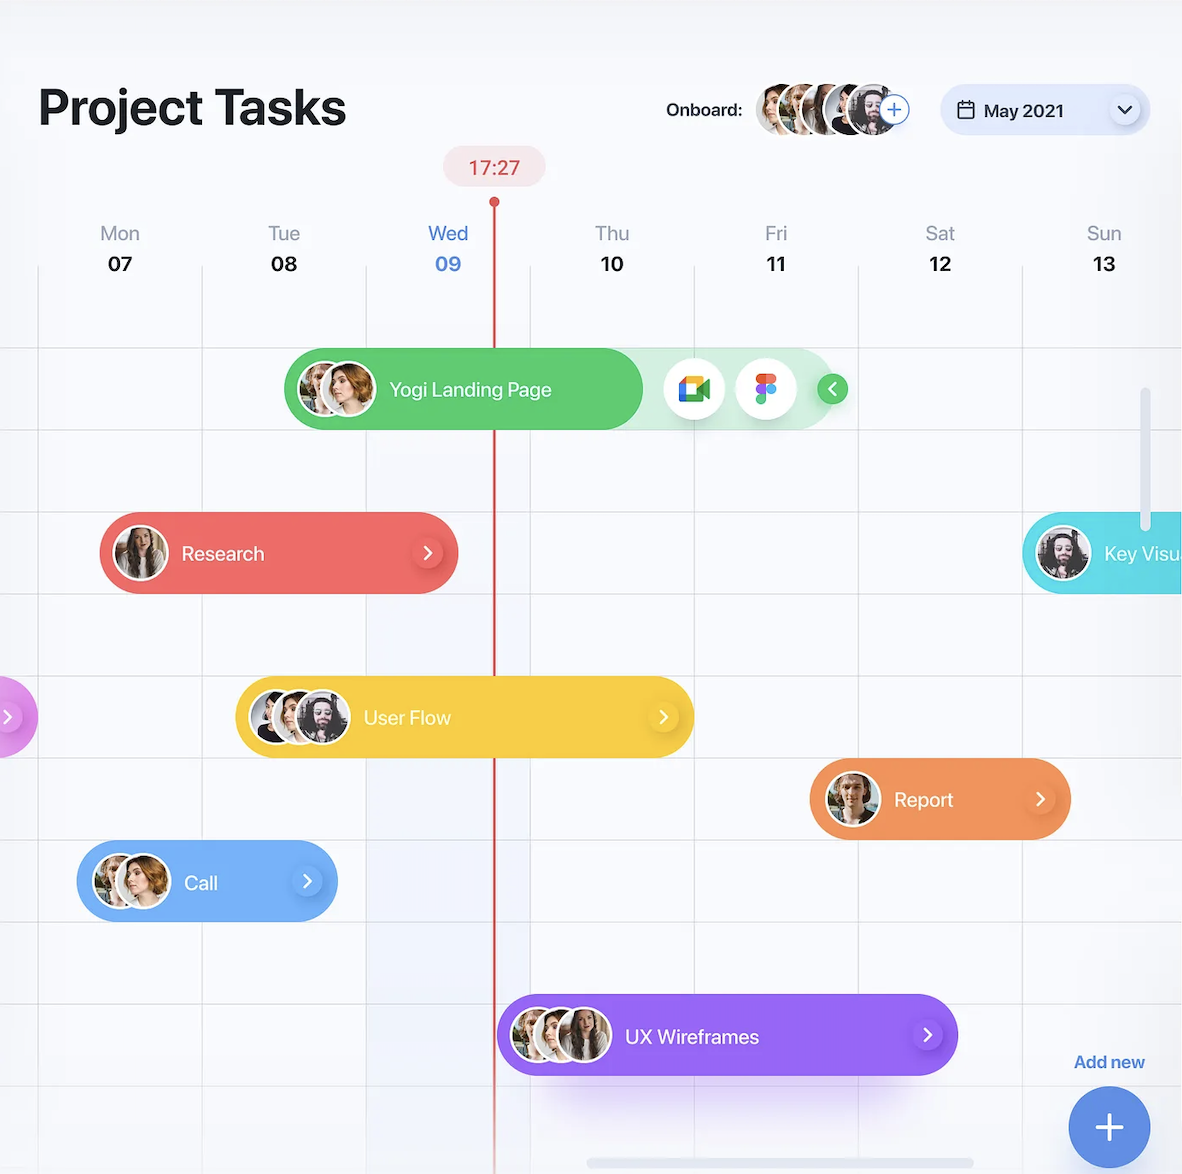 Project Tasks
Onboard:
May 2021
17:27
Mon
Tue
Wed
Thu
Fri
Sat
Sun
07
08
09
10
11
12
13
Yogi Landing Page
Research
Key Visu
User Flow
Report
Call
UX Wireframes
Add new